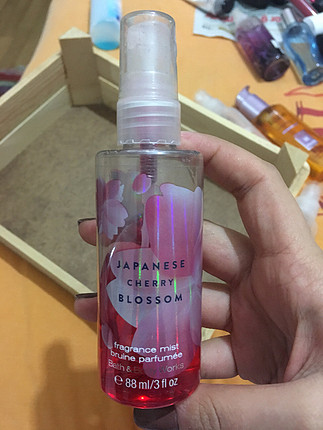 JAPANESE
CHERRY
BLOSSOM
fragrance mist
bruine parfumée
Bath & Body Works
℮ 88 ml/3 fl oz